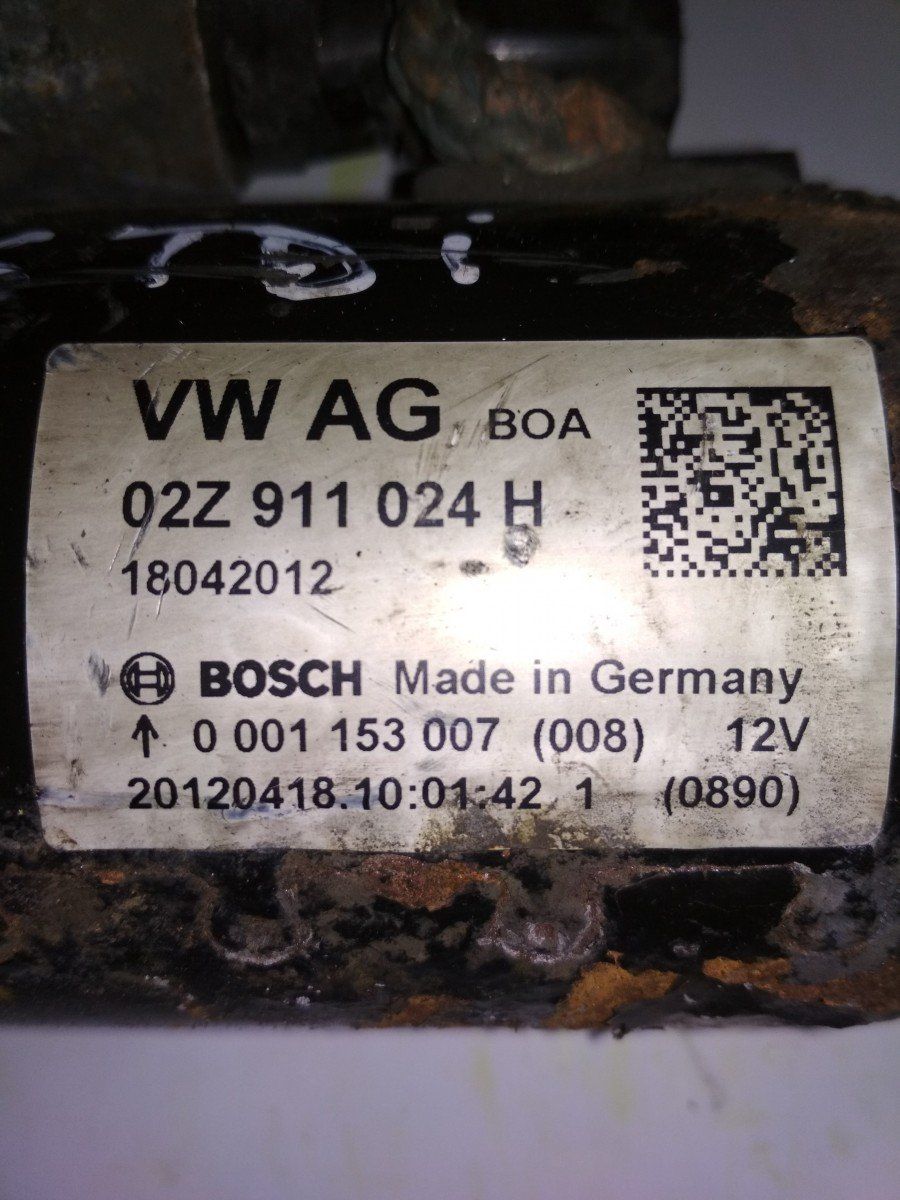 TDi
VW AG BOA
02Z 911 024 H
18042012
BOSCH Made in Germany
↑ 0 001 153 007 (008) 12V
20120418.10:01:42 1 (0890)